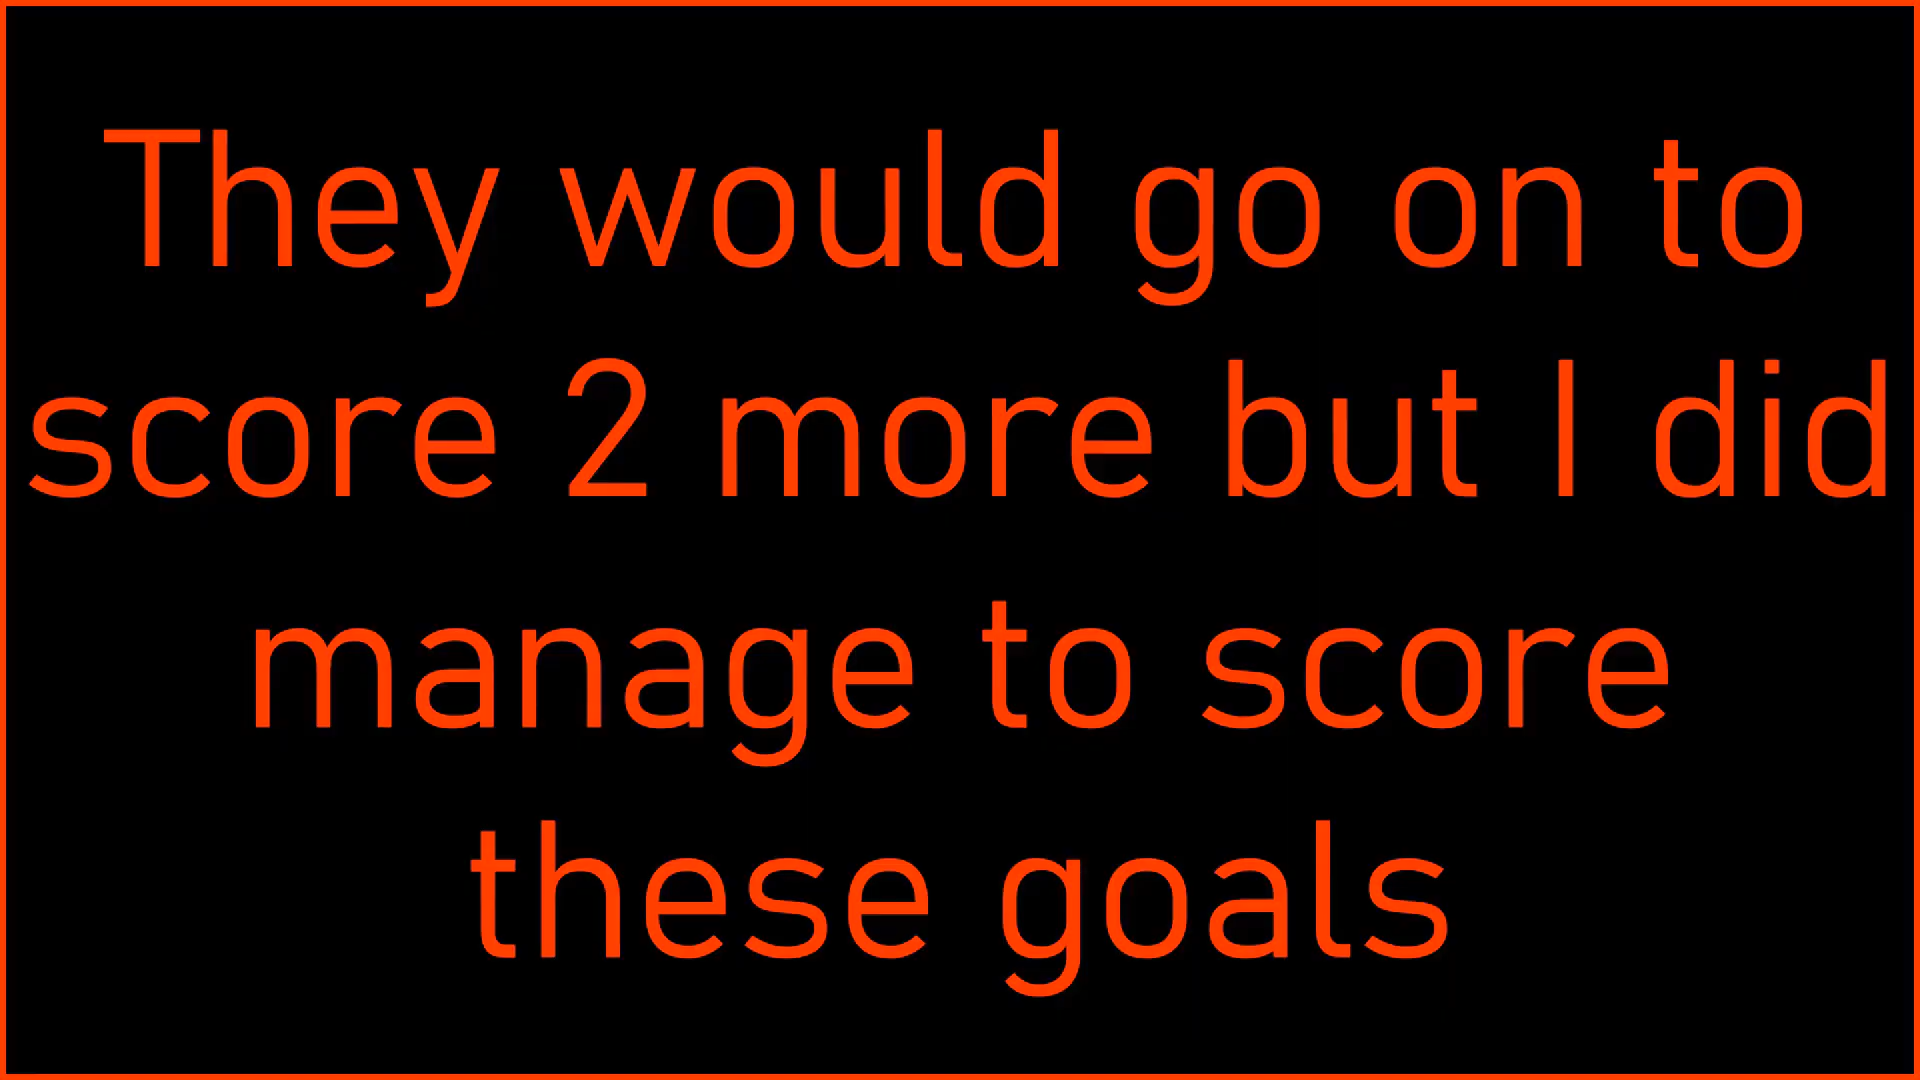 They would go on to
score 2 more but I did
manage to score
these goals